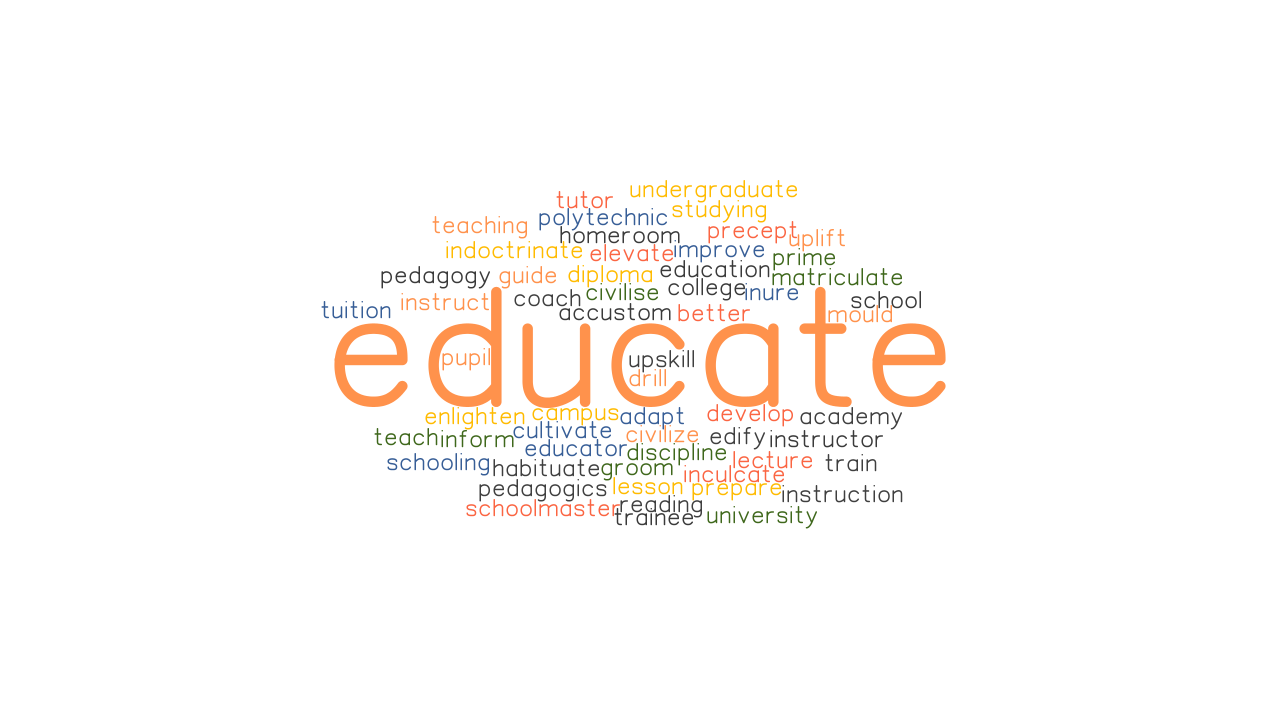 undergraduate
tutor
studying
polytechnic
teaching
precept
homeroom
uplift
indoctrinate
elevate
improve
prime
pedagogy
guide
diploma
education
matriculate
college
civilise
inure
coach
school
instruct
tuition
accustom
better
mould
educate
pupil
upskill
drill
enlighten
campus
adapt
develop
academy
teach
inform
cultivate
civilize
edify
instructor
educator
discipline
schooling
habituate
groom
lecture
train
inculcate
pedagogics
lesson
prepare
instruction
schoolmaster
reading
trainee
university